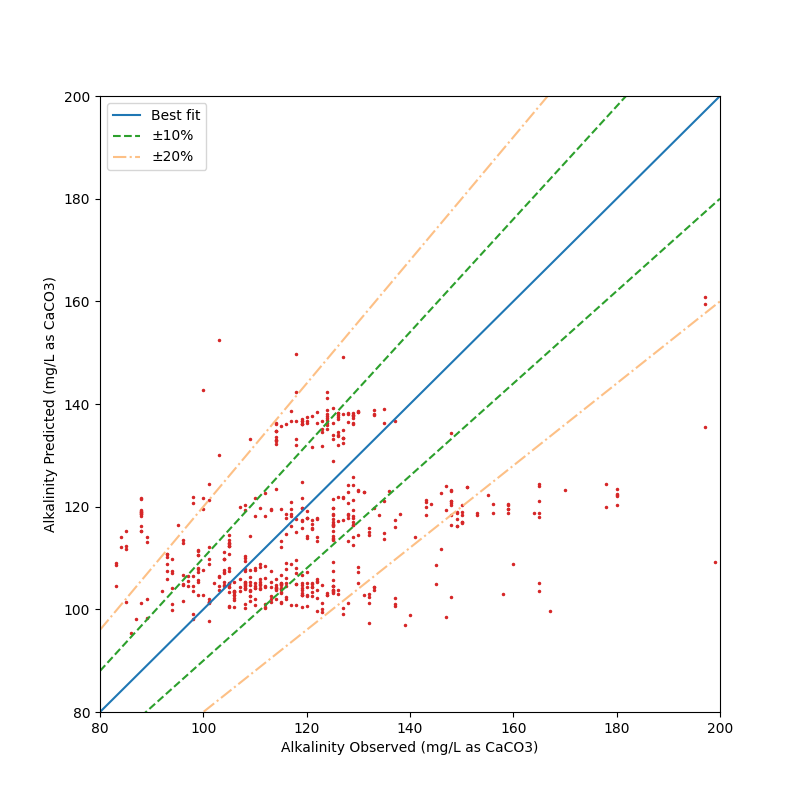 Best fit
±10%
±20%
200
180
160
140
120
100
80
80 100 120 140 160 180 200
Alkalinity Predicted (mg/L as CaCO3)
Alkalinity Observed (mg/L as CaCO3)